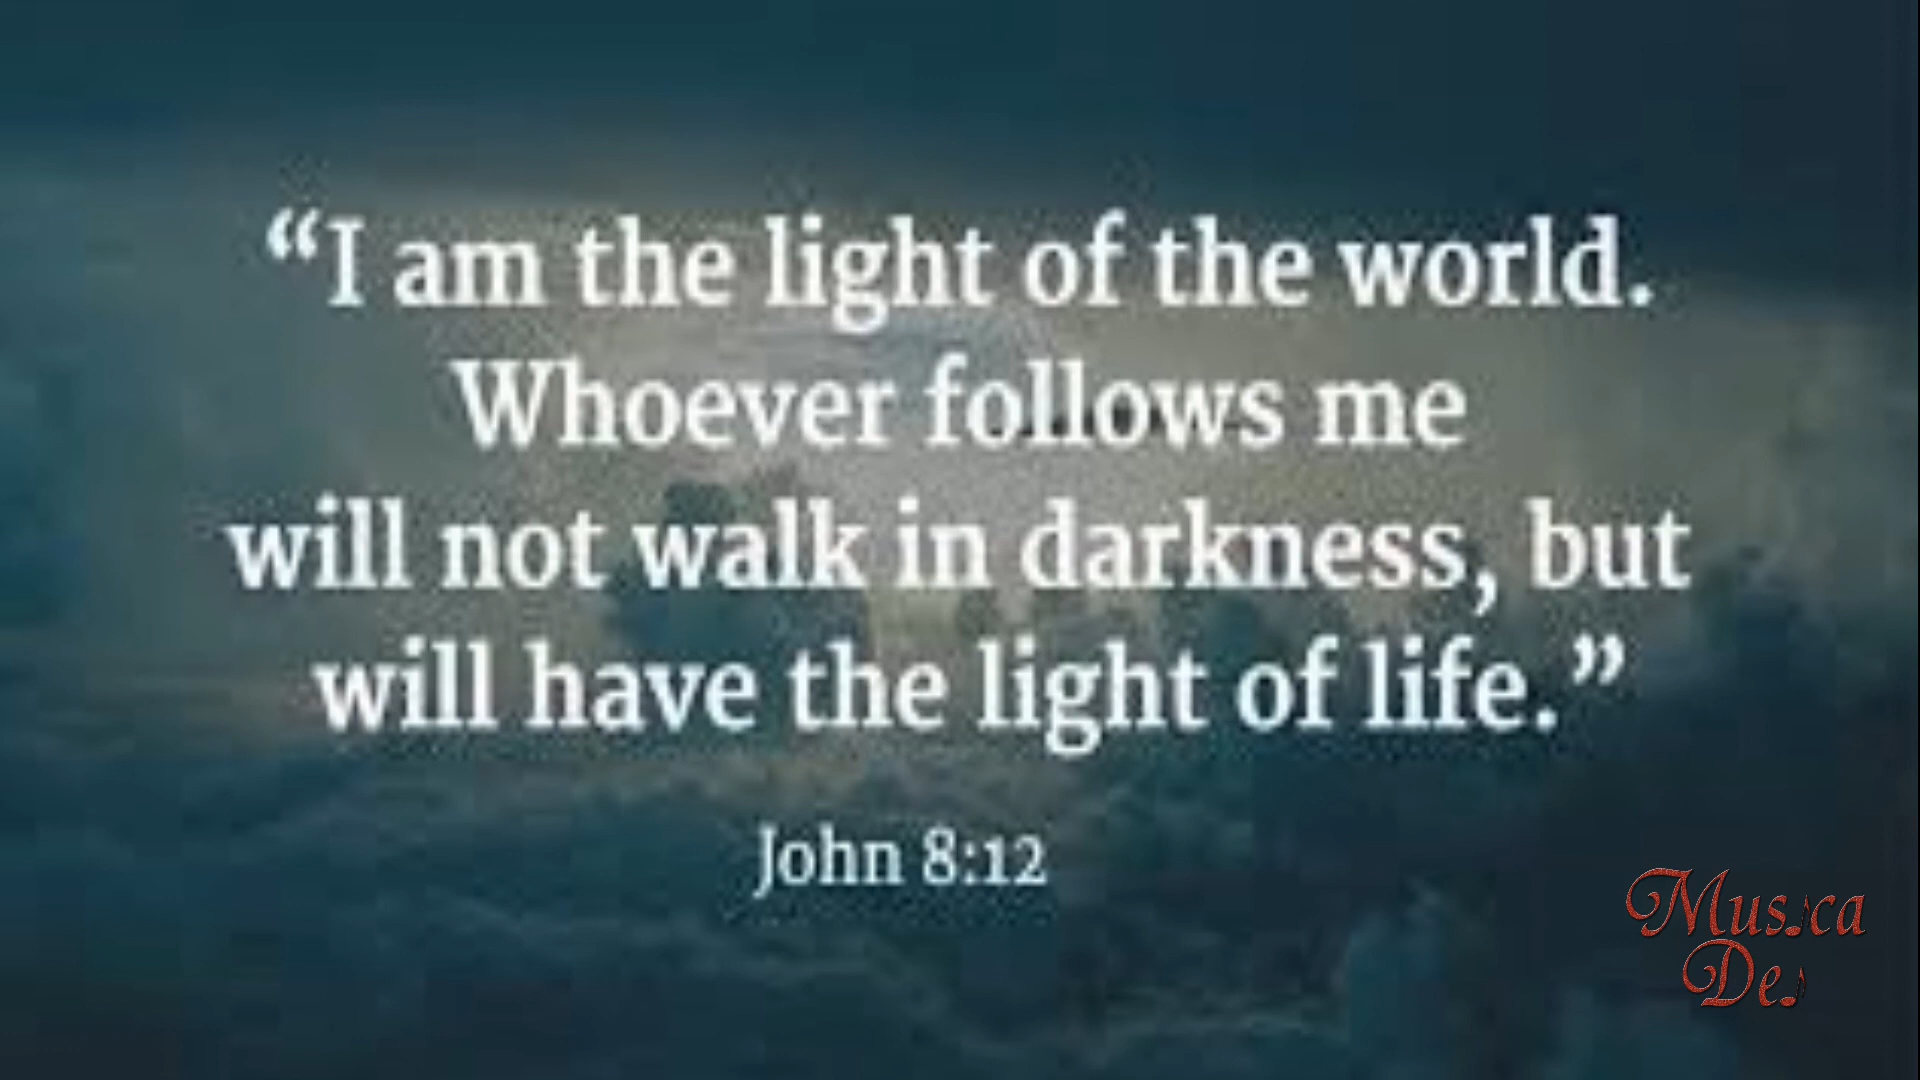 “I am the light of the world.
Whoever follows me
will not walk in darkness, but
will have the light of life.”
John 8:12
Musica
Dei